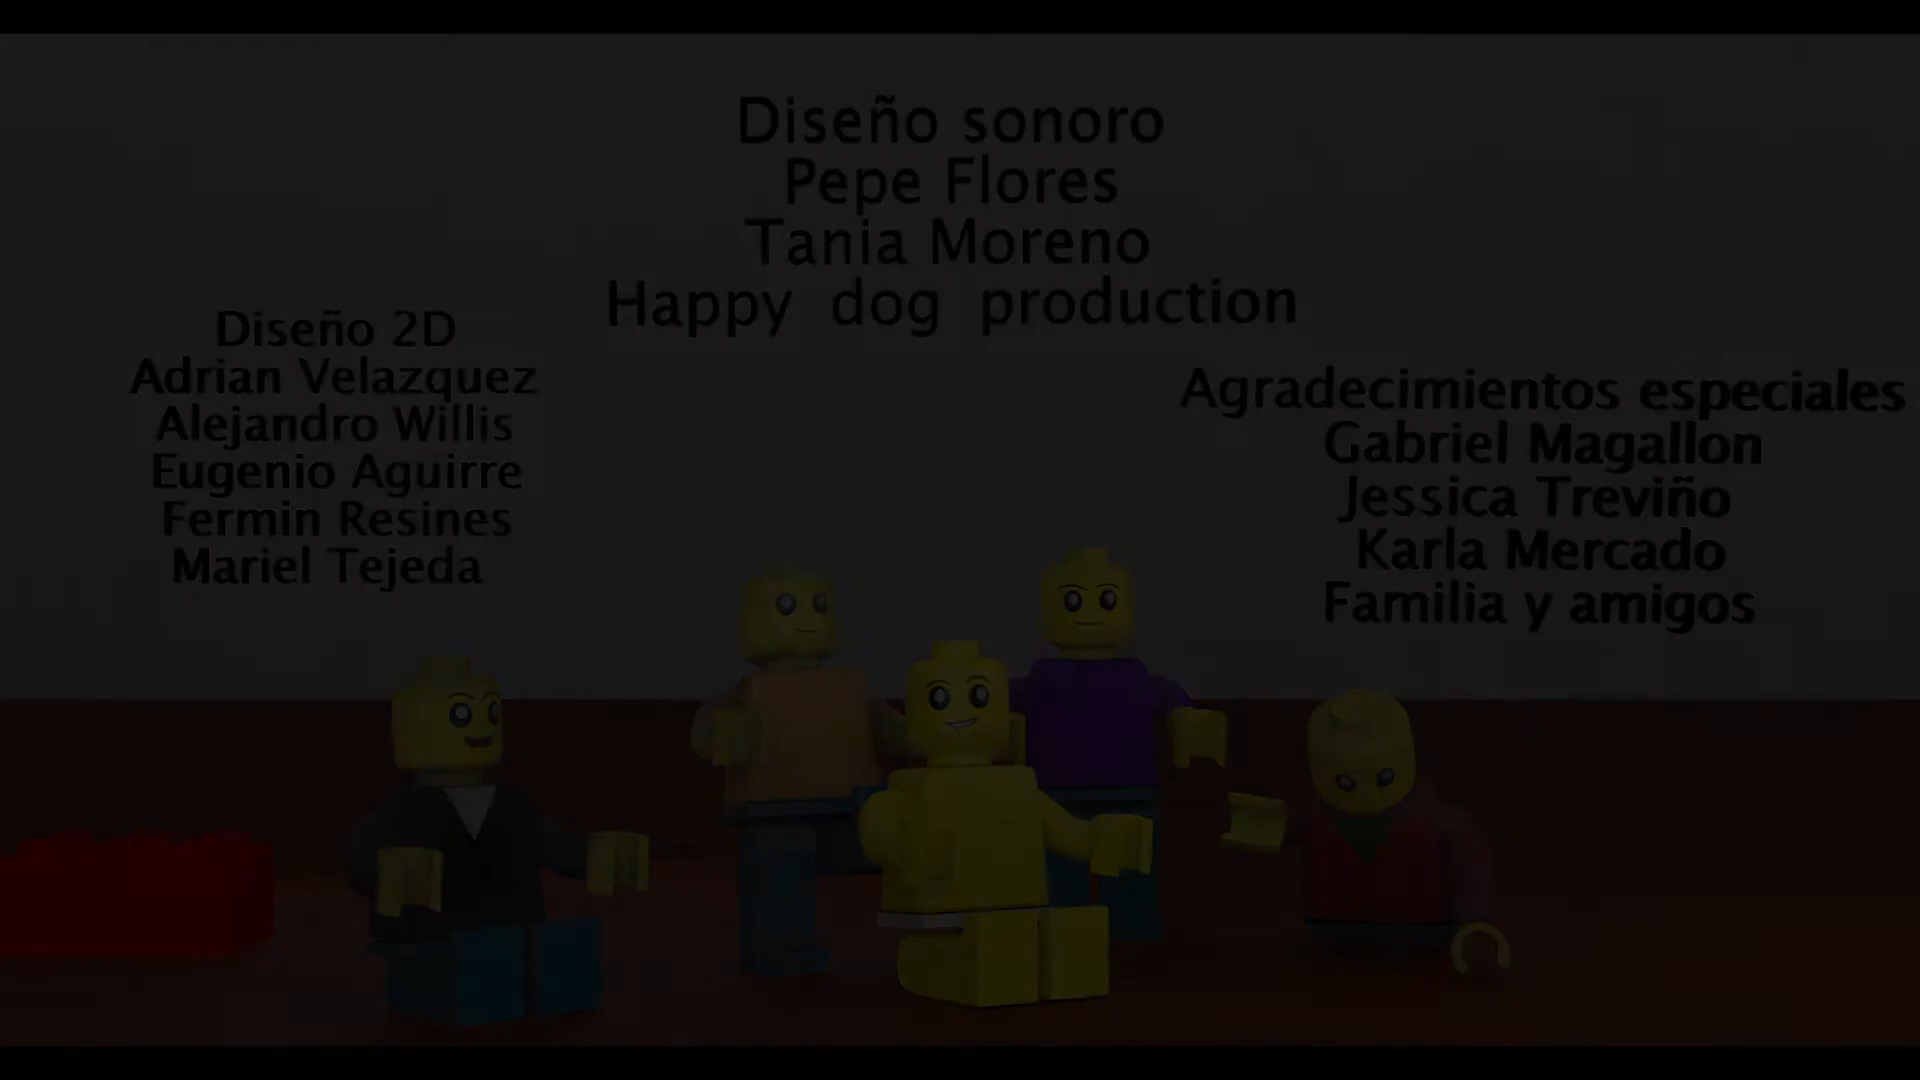 Diseño sonoro
Pepe Flores
Tania Moreno
Happy dog production
Diseño 2D
Adrian Velazquez
Alejandro Willis
Eugenio Aguirre
Fermin Resines
Mariel Tejeda
Agradecimientos especiales
Gabriel Magallon
Jessica Treviño
Karla Mercado
Familia y amigos